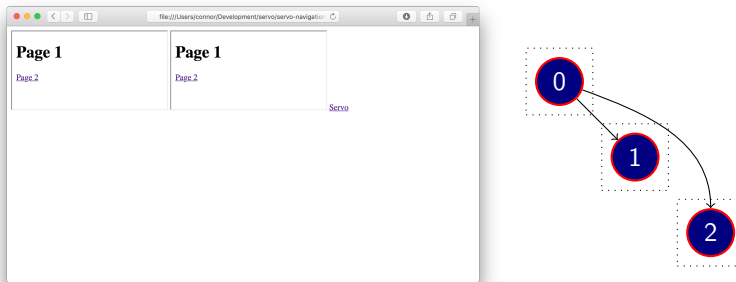 file:///Users/connor/Development/servo/servo-navigation
Page 1
Page 2
Page 1
Page 2
Servo
0
1
2